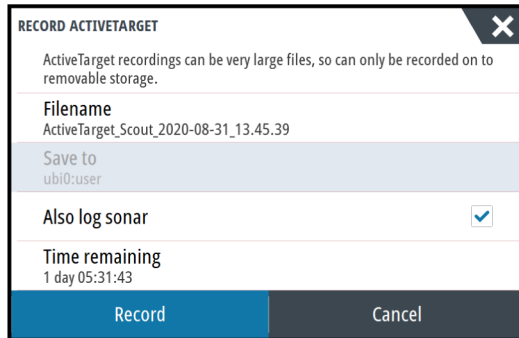 RECORD ACTIVETARGET
ActiveTarget recordings can be very large files, so can only be recorded on to
removable storage.
Filename
ActiveTarget_Scout_2020-08-31_13.45.39
Save to
ubi0:user
Also log sonar
Time remaining
1 day 05:31:43
Record
Cancel